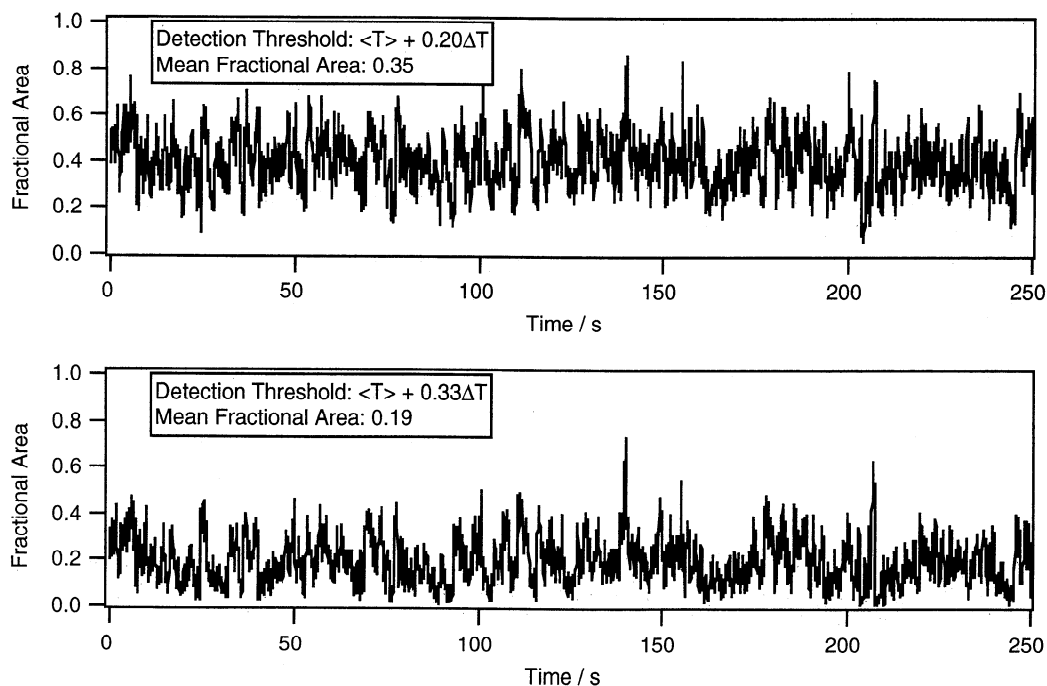 1.0
0.8
0.6
0.4
0.2
0.0
Fractional Area
Detection Threshold: <T> + 0.20ΔT
Mean Fractional Area: 0.35
0 50 100 150 200 250
Time / s
1.0
0.8
0.6
0.4
0.2
0.0
Fractional Area
Detection Threshold: <T> + 0.33ΔT
Mean Fractional Area: 0.19
0 50 100 150 200 250
Time / s